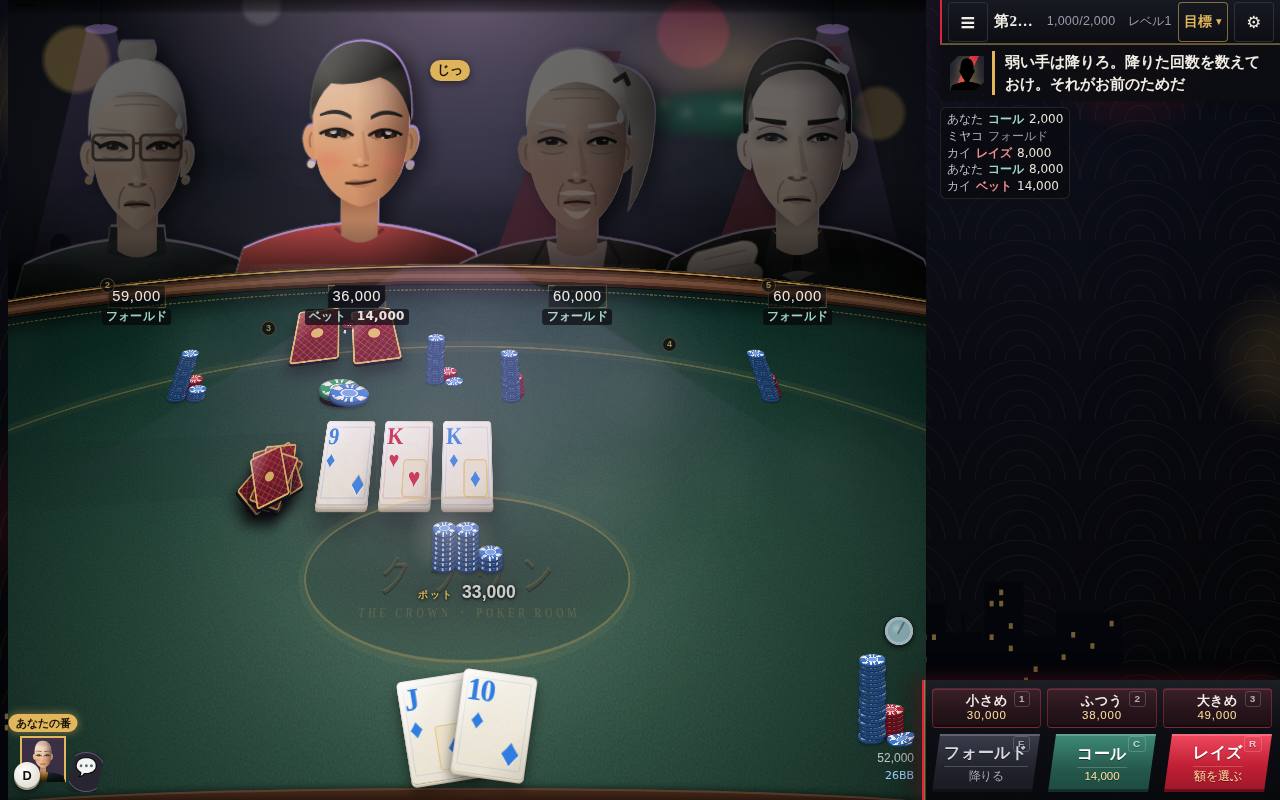 第2… 1,000/2,000 レベル1 目標 ▾
弱い手は降りろ。降りた回数を数えて
おけ。それがお前のためだ
あなた コール 2,000
ミヤコ フォールド
カイ レイズ 8,000
あなた コール 8,000
カイ ベット 14,000
じっ
2
59,000
フォールド
36,000
ベット 14,000
60,000
フォールド
5
60,000
フォールド
3
4
9
K
K
ポット 33,000
THE CROWN · POKER ROOM
J
10
あなたの番
D
52,000
26BB
小さめ 1
30,000
ふつう 2
38,000
大きめ 3
49,000
フォールド
降りる
コール C
14,000
レイズ R
額を選ぶ